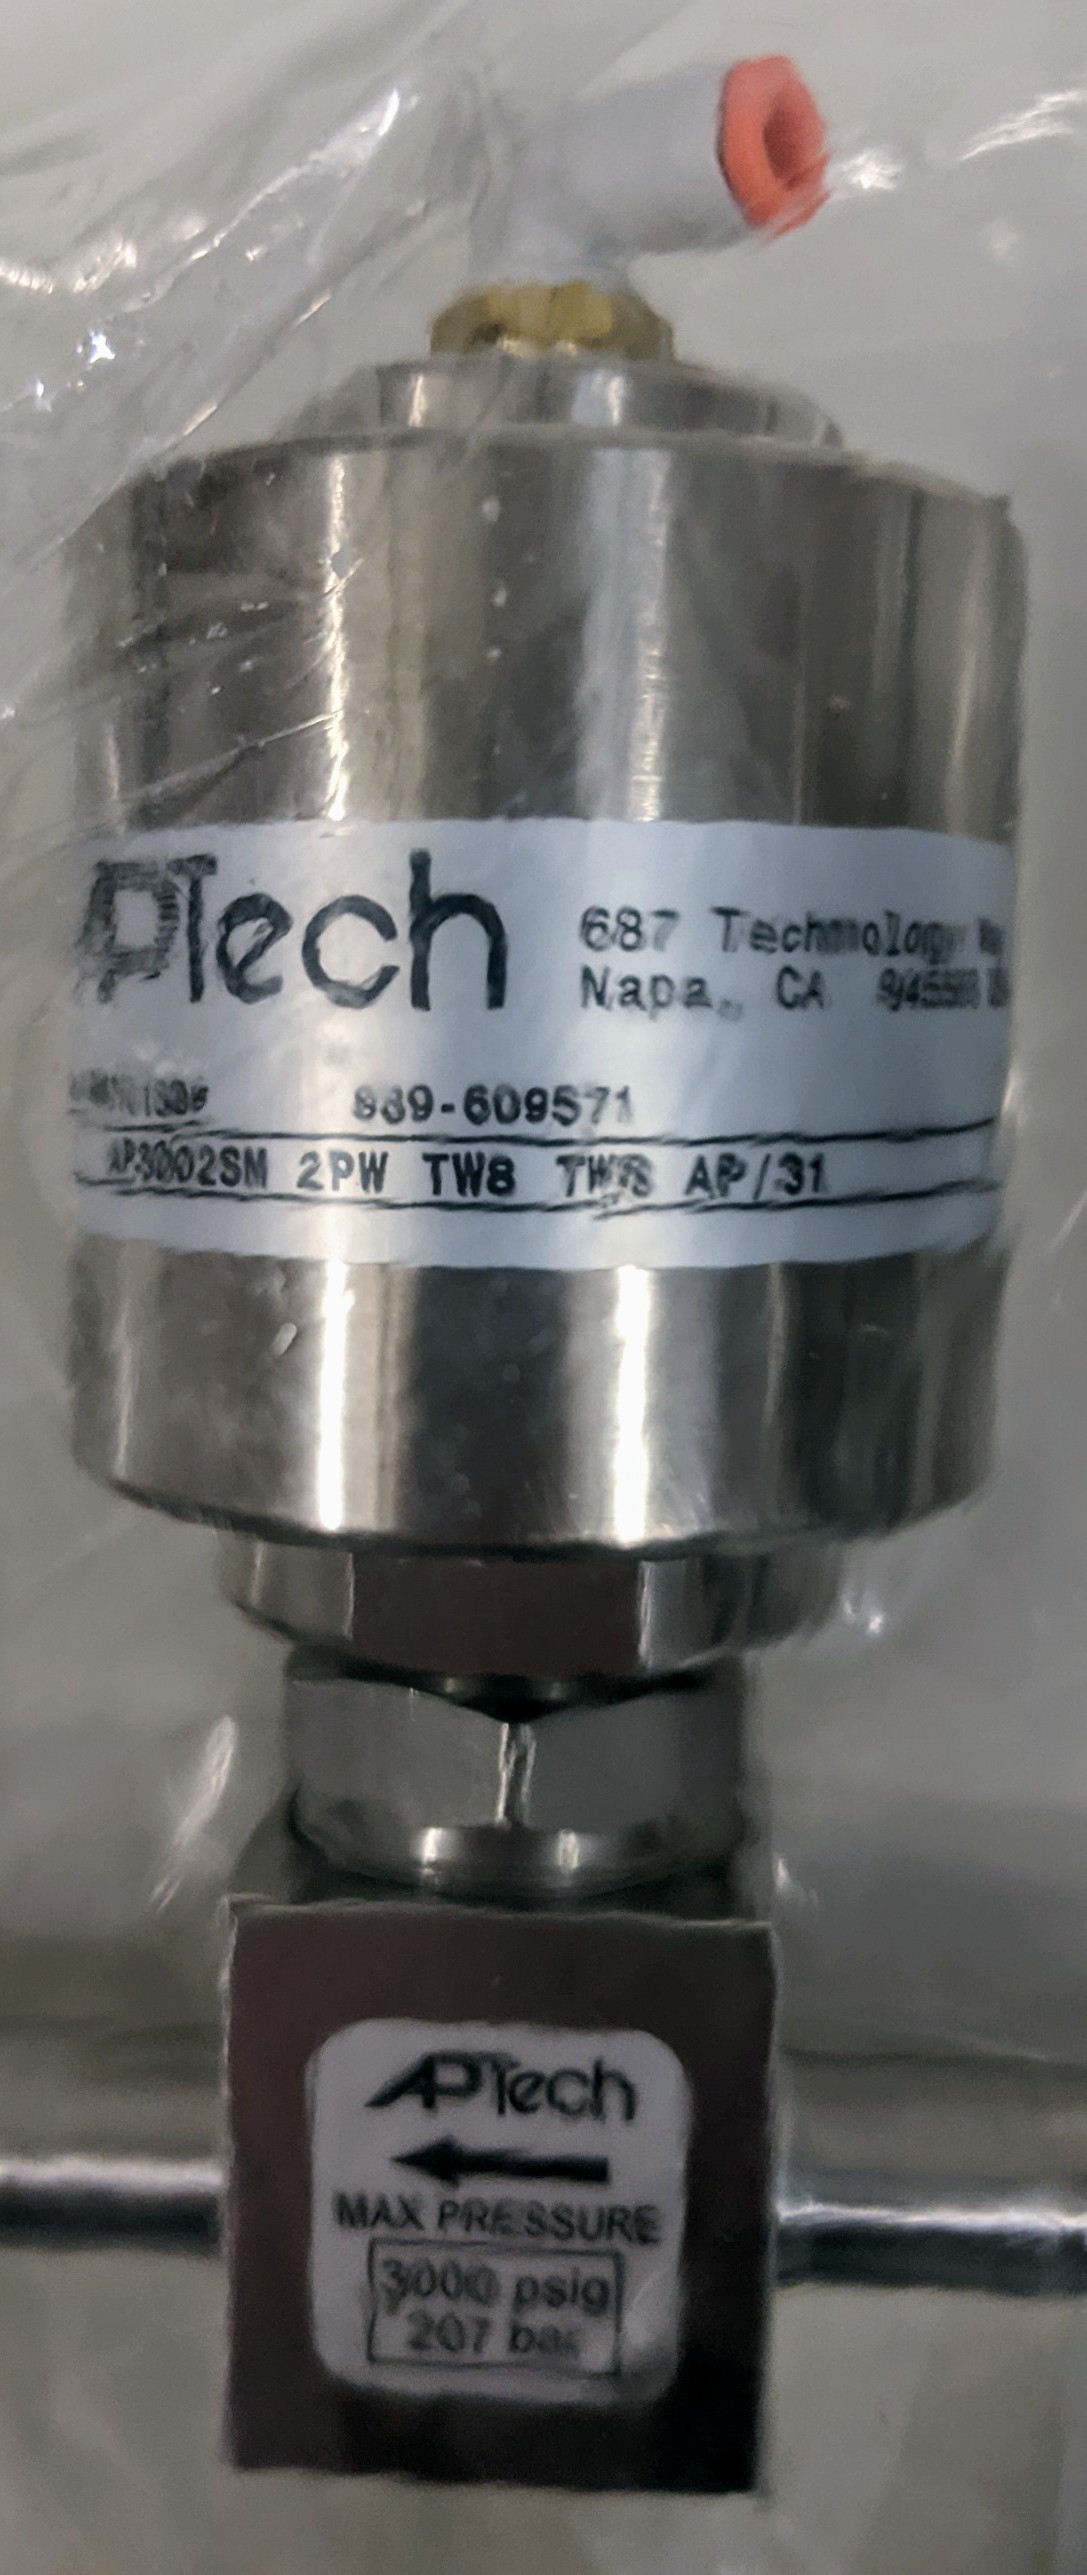 APTech
687 Technology
Napa, CA
609571
AP3002SM 2PW TW8 TW8 AP/31
APTech
MAX PRESSURE
3000 psig
207 bar